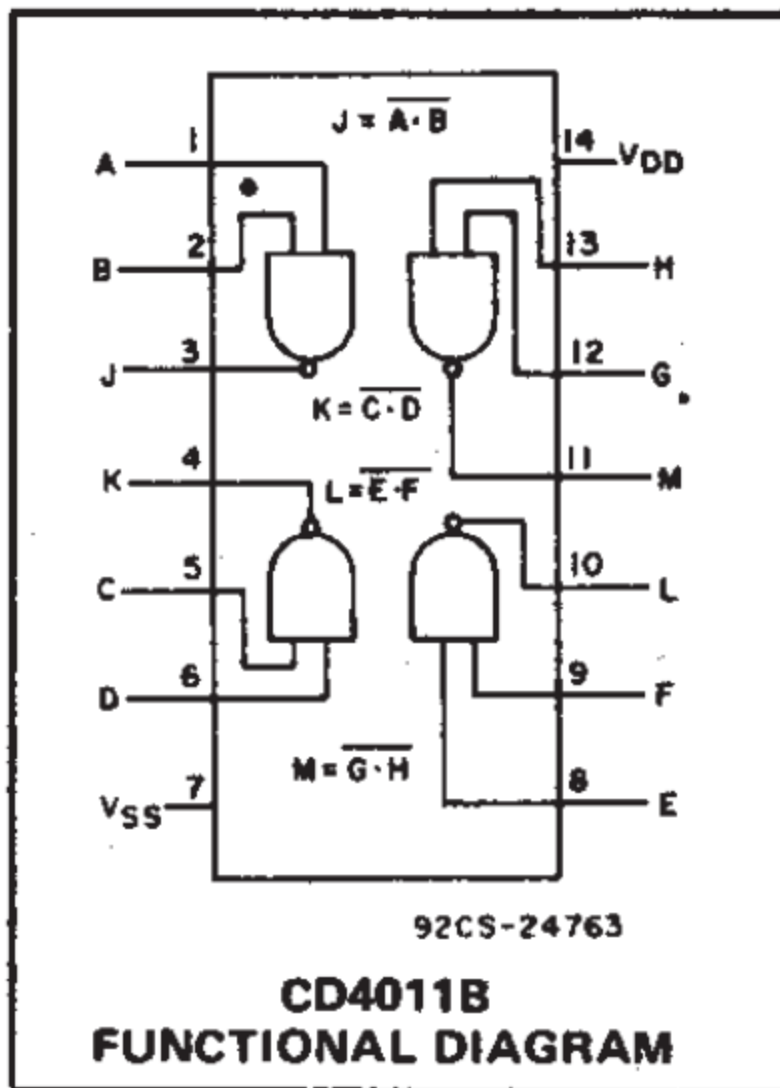 J = A·B
1
14
A
VDD
2
13
B
H
3
12
J
G
K = C·D
4
11
K
L = E·F
M
5
10
C
L
6
9
D
F
M = G·H
7
8
VSS
E
92CS-24763
CD4011B
FUNCTIONAL DIAGRAM